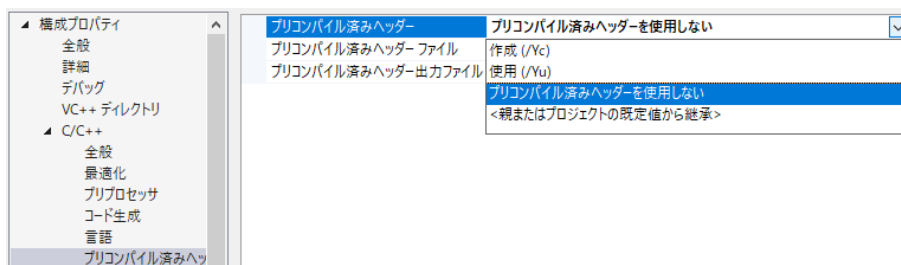 構成プロパティ
全般
詳細
デバッグ
VC++ ディレクトリ
C/C++
全般
最適化
プリプロセッサ
コード生成
言語
プリコンパイル済みヘッ
プリコンパイル済みヘッダー プリコンパイル済みヘッダーを使用しない
プリコンパイル済みヘッダー ファイル
プリコンパイル済みヘッダー出力ファイル
作成 (/Yc)
使用 (/Yu)
プリコンパイル済みヘッダーを使用しない
<親またはプロジェクトの既定値から継承>